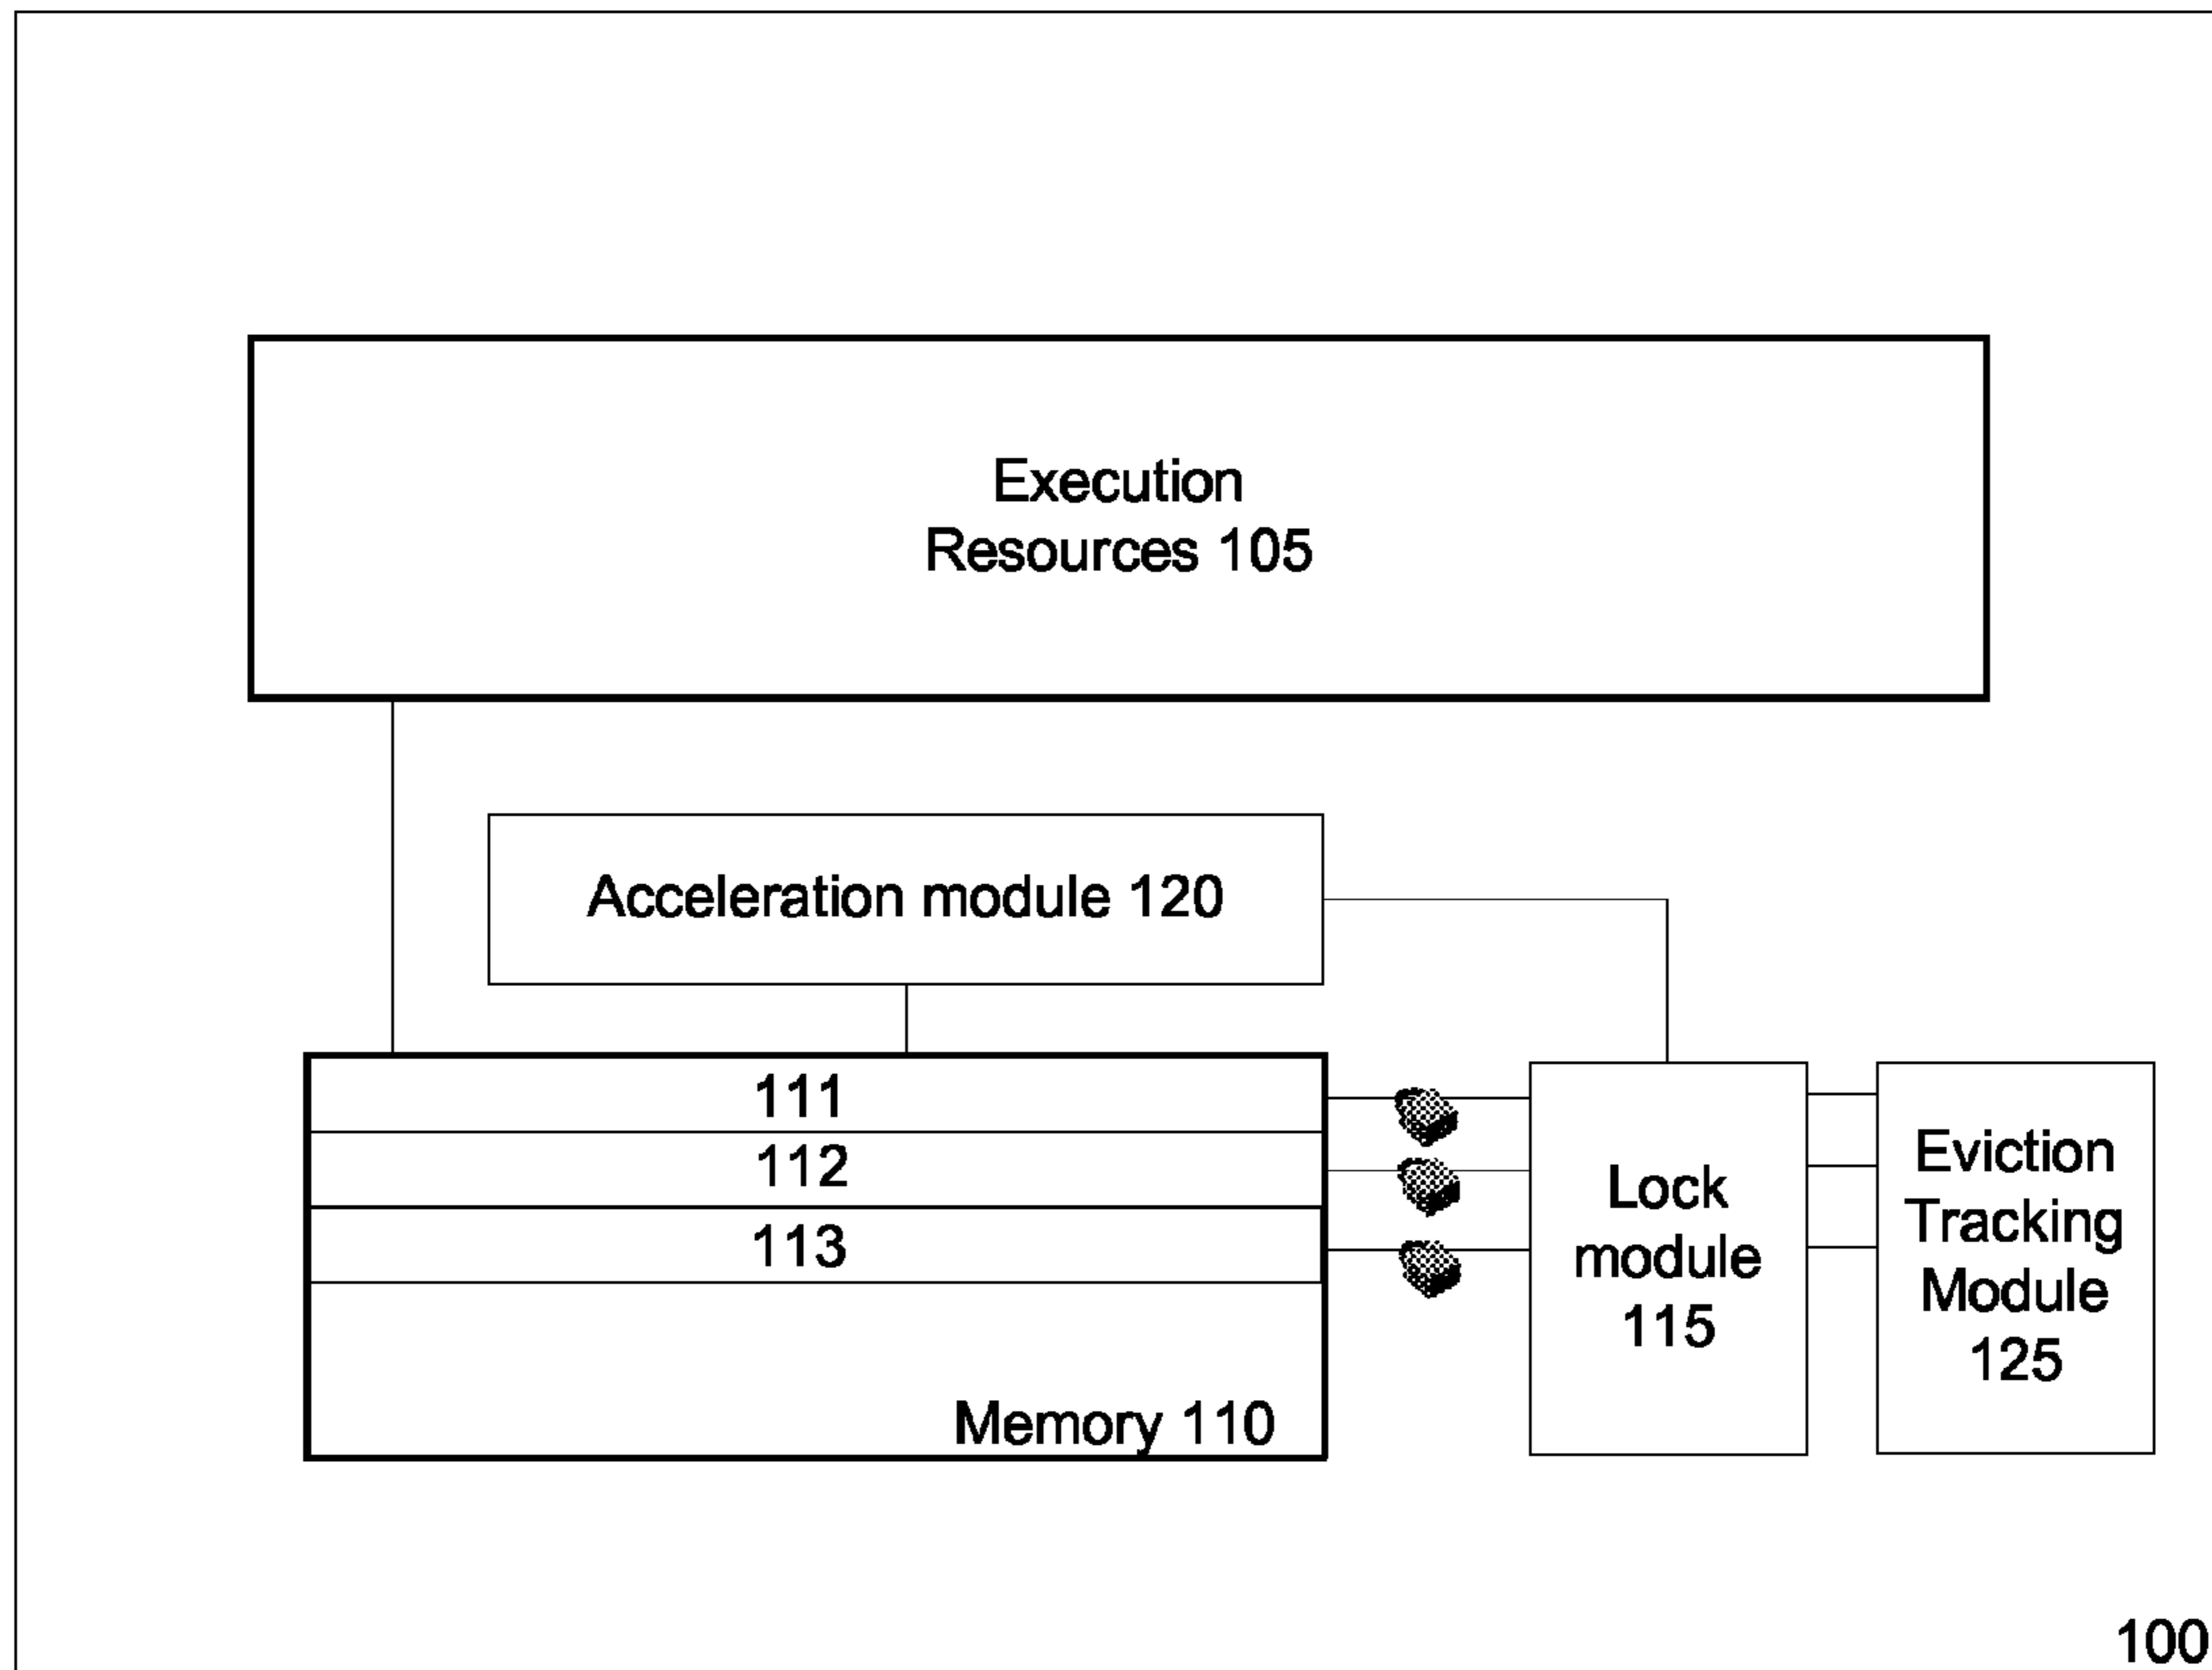 Execution
Resources 105
Acceleration module 120
111
112
113
Memory 110
Lock
module
115
Eviction
Tracking
Module
125
100